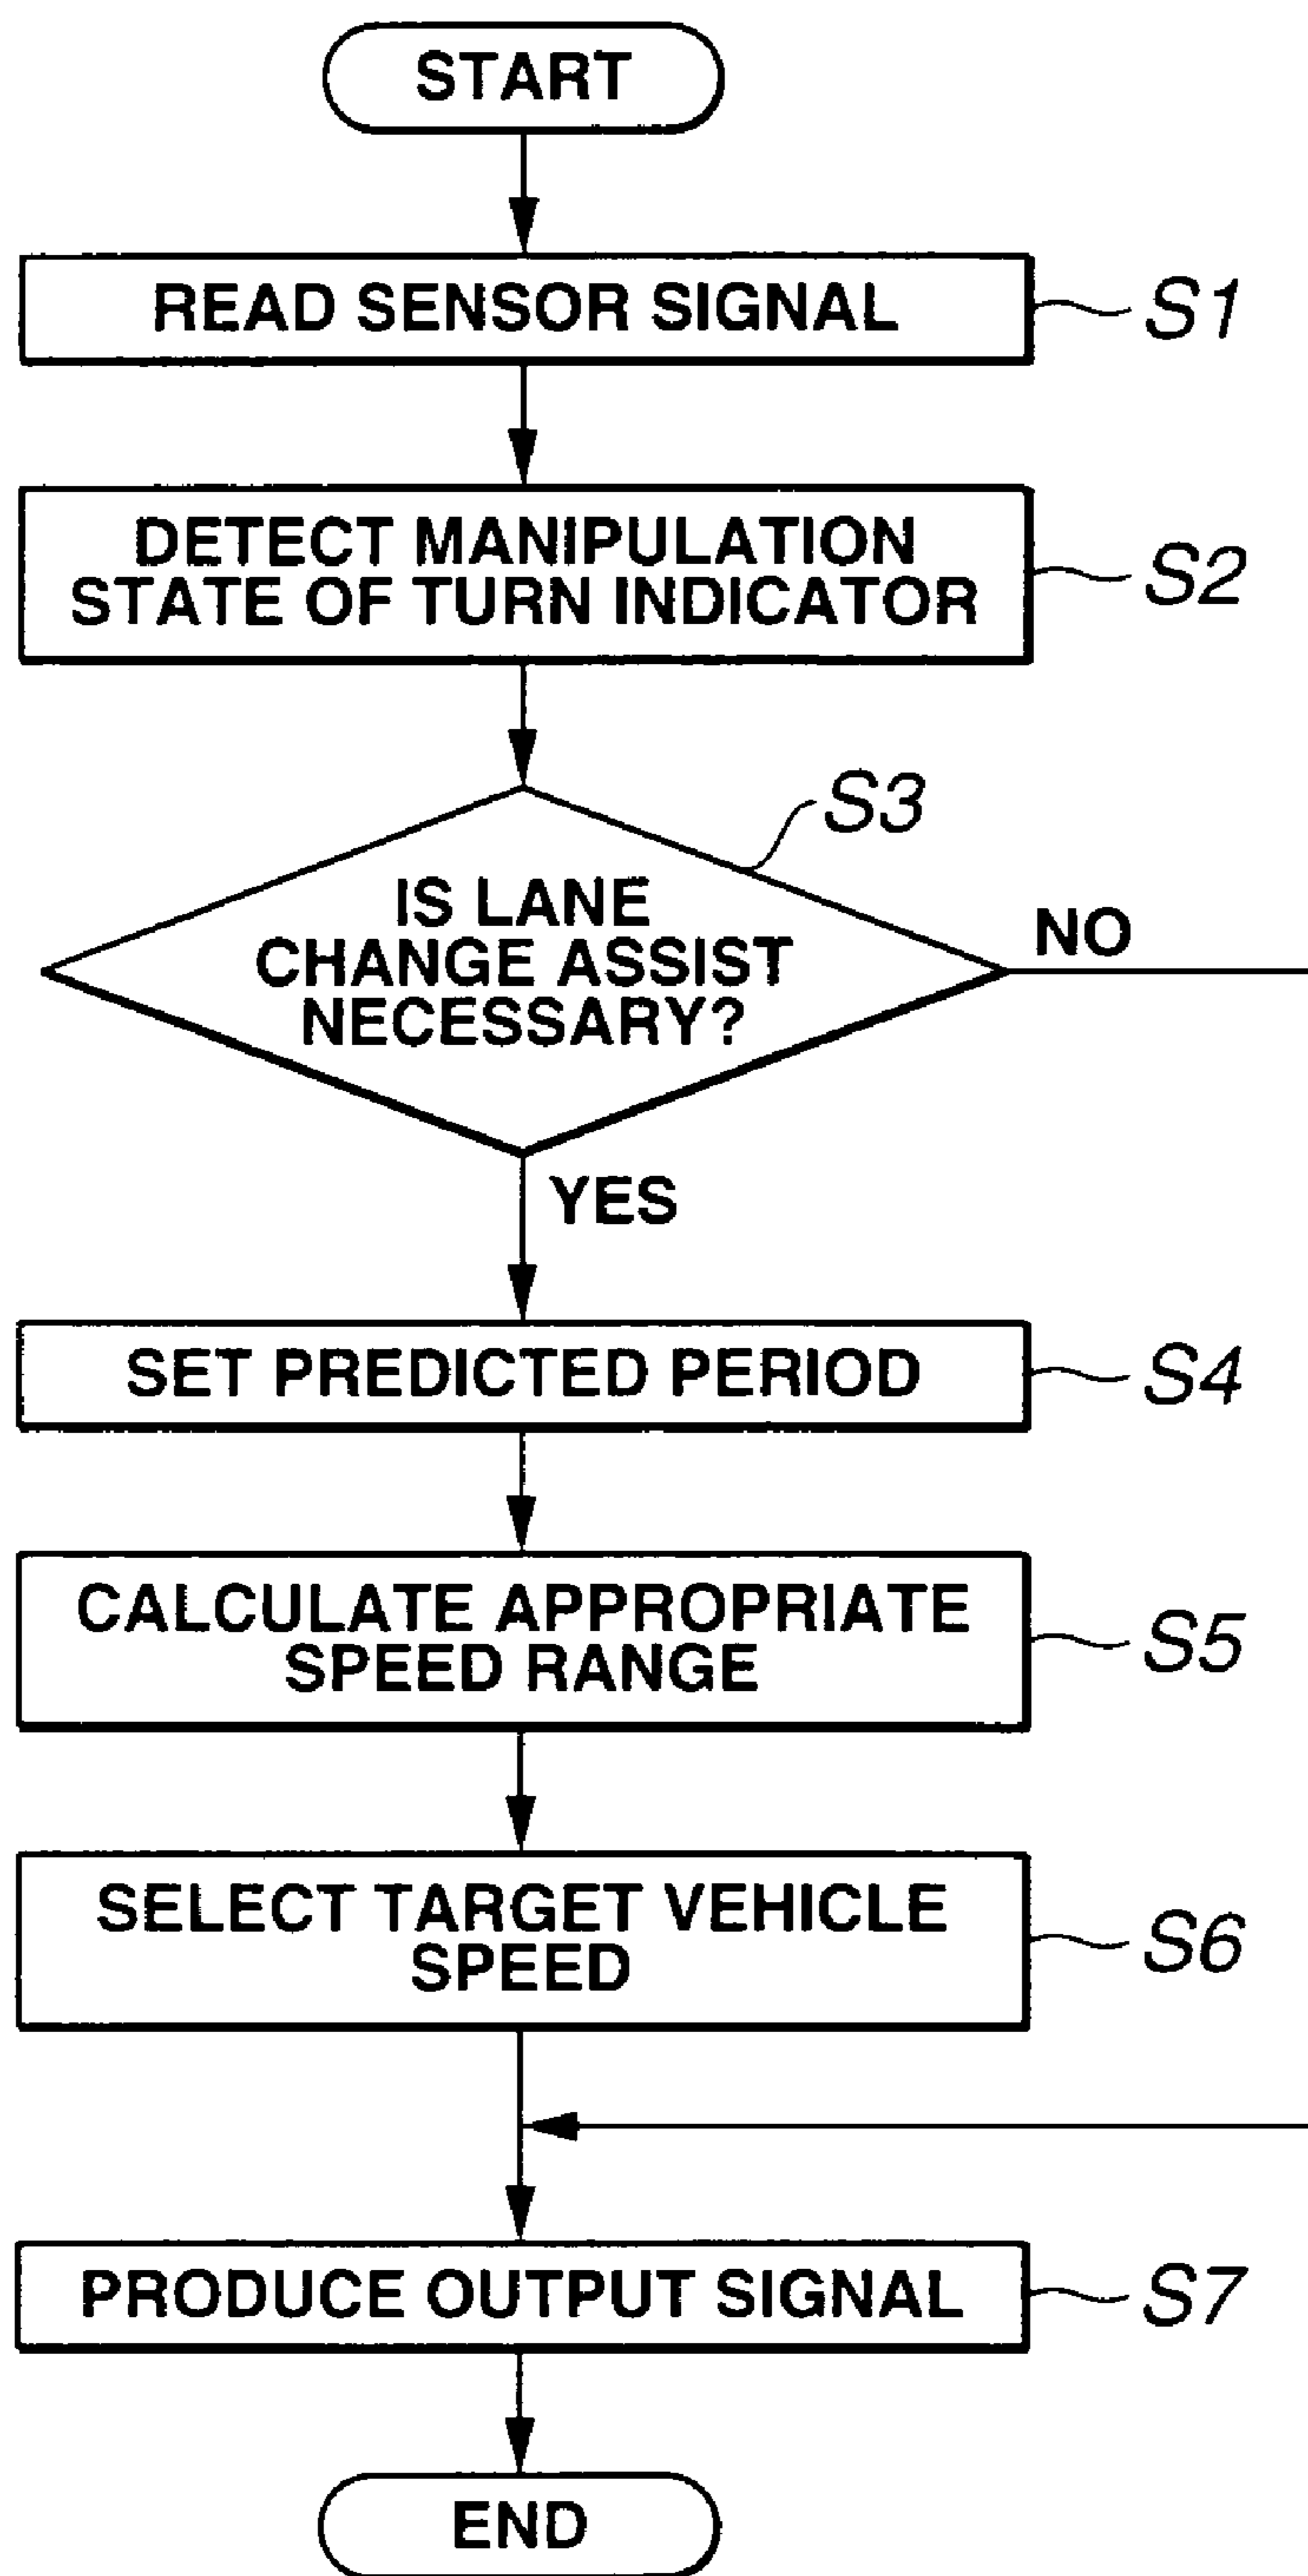 START
READ SENSOR SIGNAL
S1
DETECT MANIPULATION
STATE OF TURN INDICATOR
S2
S3
IS LANE
CHANGE ASSIST
NECESSARY?
NO
YES
SET PREDICTED PERIOD
S4
CALCULATE APPROPRIATE
SPEED RANGE
S5
SELECT TARGET VEHICLE
SPEED
S6
PRODUCE OUTPUT SIGNAL
S7
END